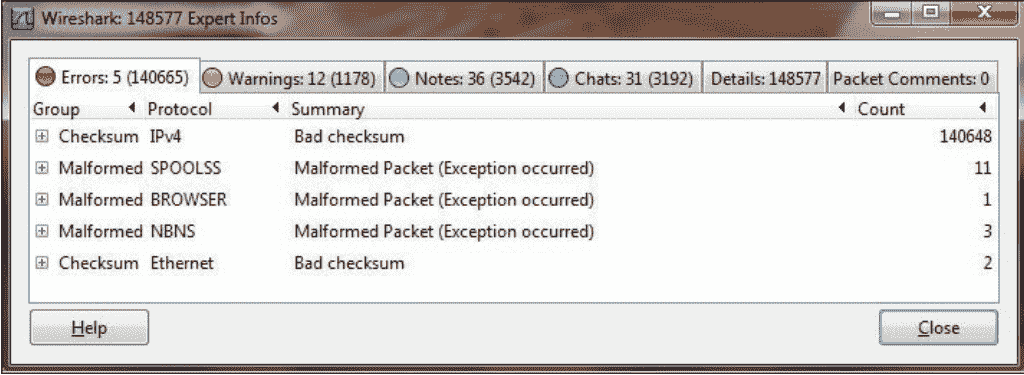 Wireshark: 148577 Expert Infos
Errors: 5 (140665) Warnings: 12 (1178) Notes: 36 (3542) Chats: 31 (3192) Details: 148577 Packet Comments: 0
Group Protocol Summary Count
Checksum IPv4 Bad checksum 140648
Malformed SPOOLSS Malformed Packet (Exception occurred) 11
Malformed BROWSER Malformed Packet (Exception occurred) 1
Malformed NBNS Malformed Packet (Exception occurred) 3
Checksum Ethernet Bad checksum 2
Help Close